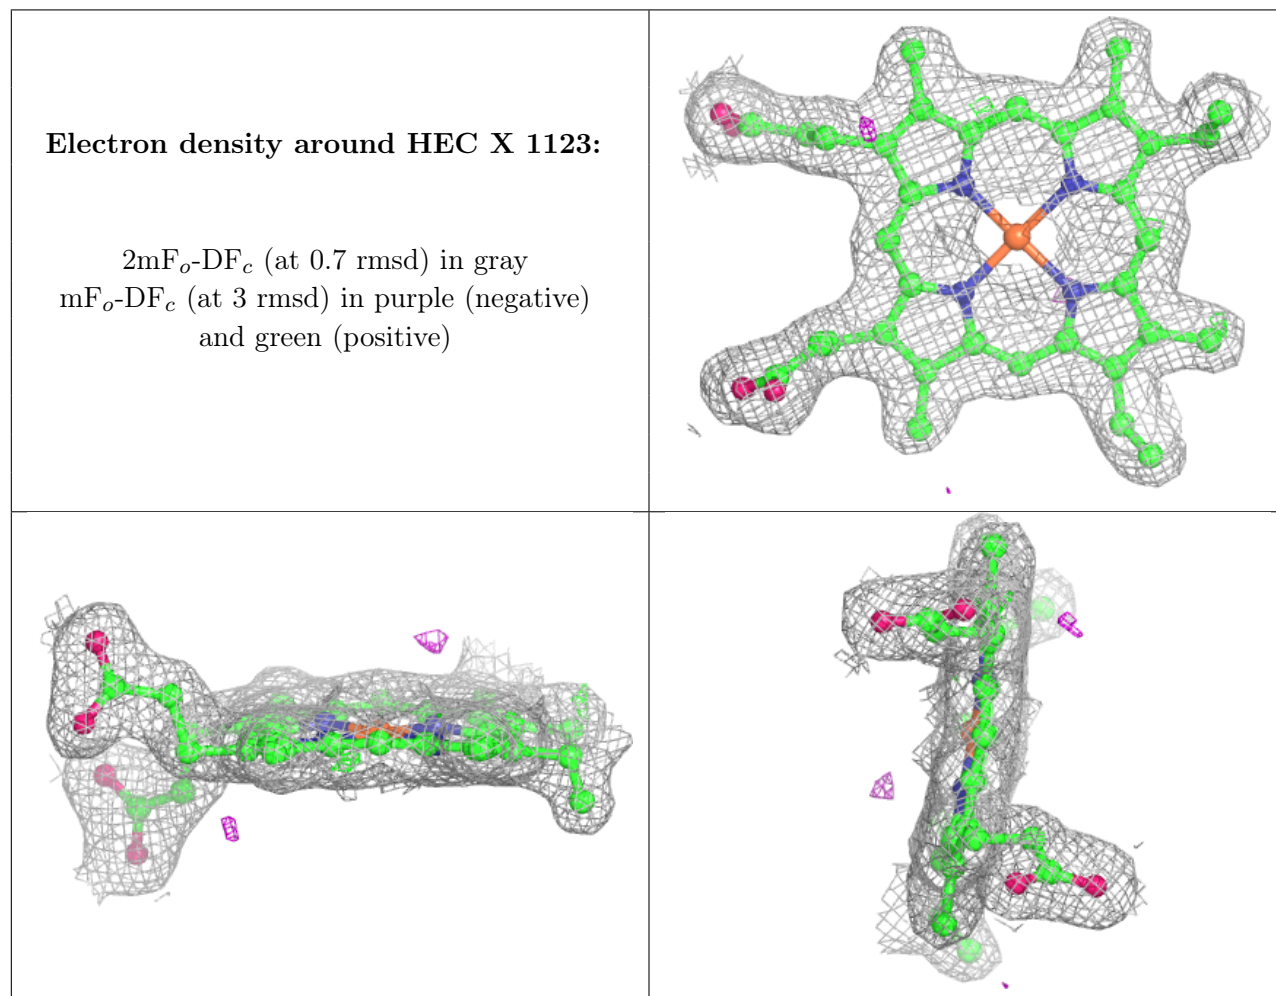 Electron density around HEC X 1123:
2mFo-DFc (at 0.7 rmsd) in gray
mFo-DFc (at 3 rmsd) in purple (negative)
and green (positive)